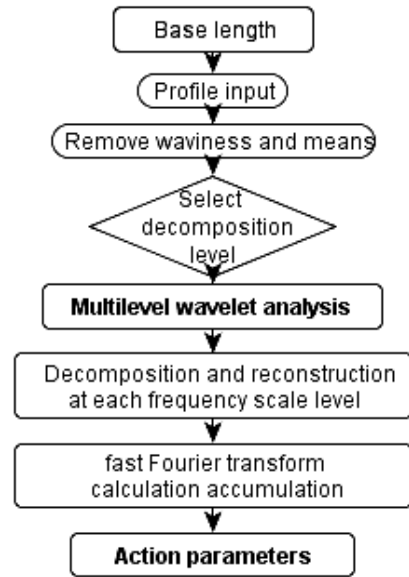 Base length
Profile input
Remove waviness and means
Select
decomposition
level
Multilevel wavelet analysis
Decomposition and reconstruction
at each frequency scale level
fast Fourier transform
calculation accumulation
Action parameters